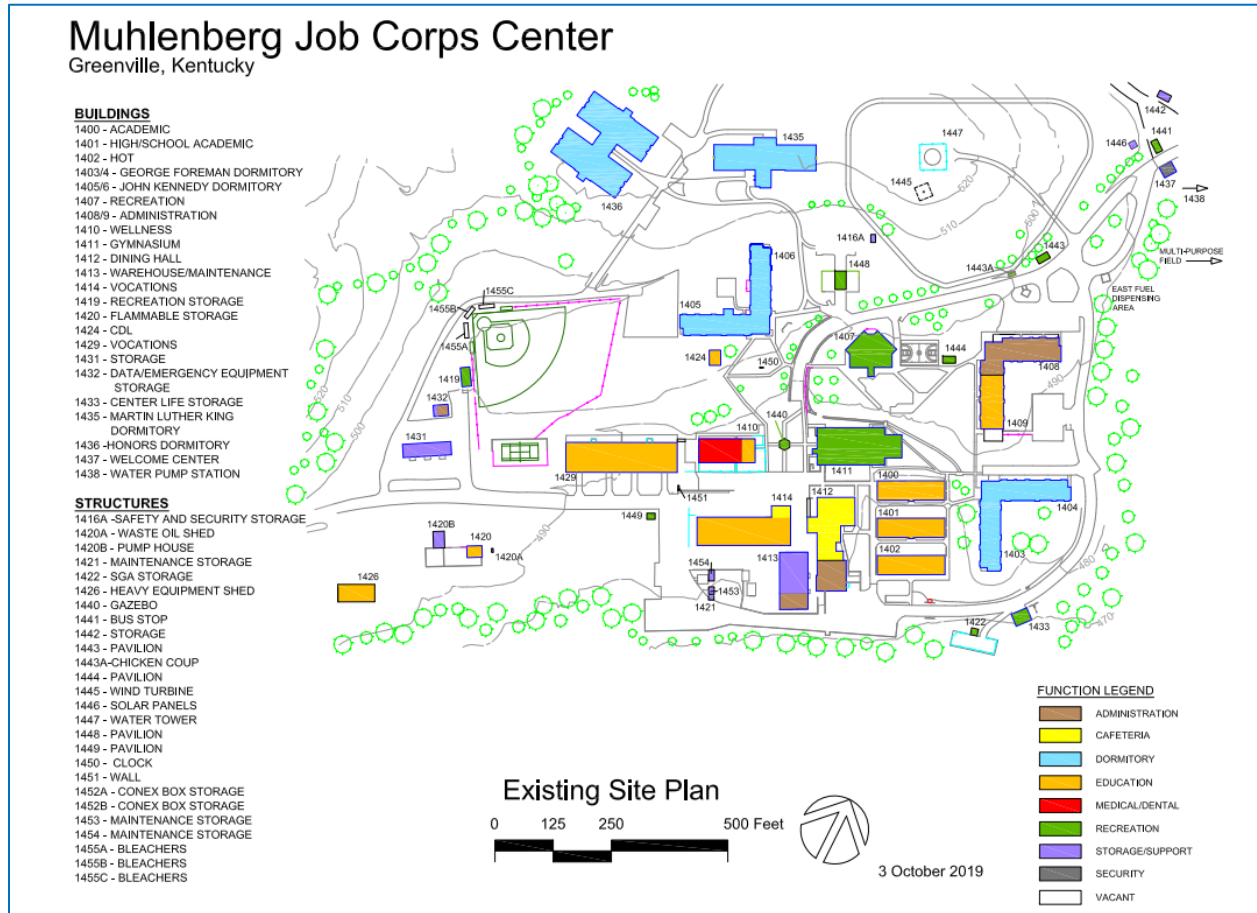 Muhlenberg Job Corps Center
Greenville, Kentucky
BUILDINGS
1400 - ACADEMIC
1401 - HIGH/SCHOOL ACADEMIC
1402 - HOT
1403/4 - GEORGE FOREMAN DORMITORY
1405/6 - JOHN KENNEDY DORMITORY
1407 - RECREATION
1408/9 - ADMINISTRATION
1410 - WELLNESS
1411 - GYMNASIUM
1412 - DINING HALL
1413 - WAREHOUSE/MAINTENANCE
1414 - VOCATIONS
1419 - RECREATION STORAGE
1420 - FLAMMABLE STORAGE
1424 - CDL
1429 - VOCATIONS
1431 - STORAGE
1432 - DATA/EMERGENCY EQUIPMENT
STORAGE
1433 - CENTER LIFE STORAGE
1435 - MARTIN LUTHER KING
DORMITORY
1436 -HONORS DORMITORY
1437 - WELCOME CENTER
1438 - WATER PUMP STATION
STRUCTURES
1416A -SAFETY AND SECURITY STORAGE
1420A - WASTE OIL SHED
1420B - PUMP HOUSE
1421 - MAINTENANCE STORAGE
1422 - SGA STORAGE
1426 - HEAVY EQUIPMENT SHED
1440 - GAZEBO
1441 - BUS STOP
1442 - STORAGE
1443 - PAVILION
1443A-CHICKEN COUP
1444 - PAVILION
1445 - WIND TURBINE
1446 - SOLAR PANELS
1447 - WATER TOWER
1448 - PAVILION
1449 - PAVILION
1450 - CLOCK
1451 - WALL
1452A - CONEX BOX STORAGE
1452B - CONEX BOX STORAGE
1453 - MAINTENANCE STORAGE
1454 - MAINTENANCE STORAGE
1455A - BLEACHERS
1455B - BLEACHERS
1455C - BLEACHERS
1442
1441
1446
1437
1438
1435
1447
1445
520
510
500
1436
1416A
1443
MULTI-PURPOSE
FIELD
1406
1448
1443A
EAST FUEL
DISPENSING
AREA
1455C
1455B
1405
1455A
1407
1424
1450
1444
1408
490
520
510
500
1419
1432
1440
1409
1431
1410
1429
1411
1400
1451
1414
1412
1404
1449
1401
1420B
1420
490
1420A
1402
1403
1413
1454
1453
1421
480
1426
1422
1433
470
FUNCTION LEGEND
ADMINISTRATION
CAFETERIA
DORMITORY
EDUCATION
MEDICAL/DENTAL
RECREATION
STORAGE/SUPPORT
SECURITY
VACANT
Existing Site Plan
0 125 250 500 Feet
3 October 2019